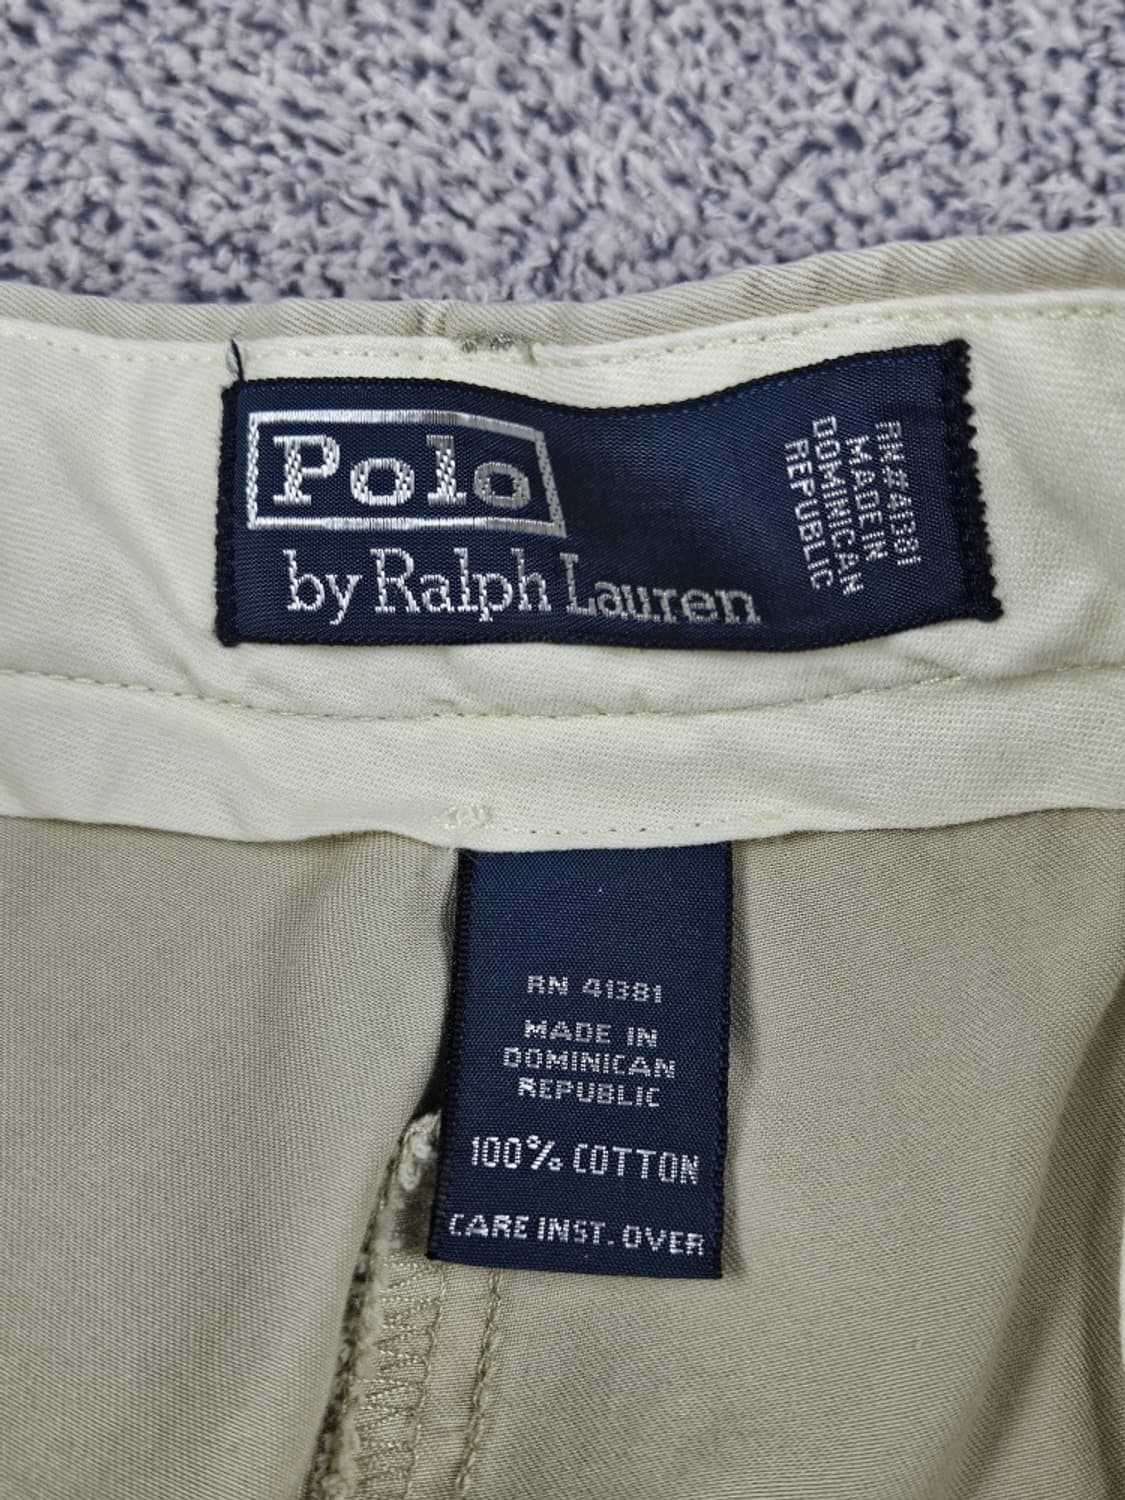 Polo
by Ralph Lauren
RN#41381
MADE IN
DOMINICAN
REPUBLIC
RN 41381
MADE IN
DOMINICAN
REPUBLIC
100% COTTON
CARE INST. OVER